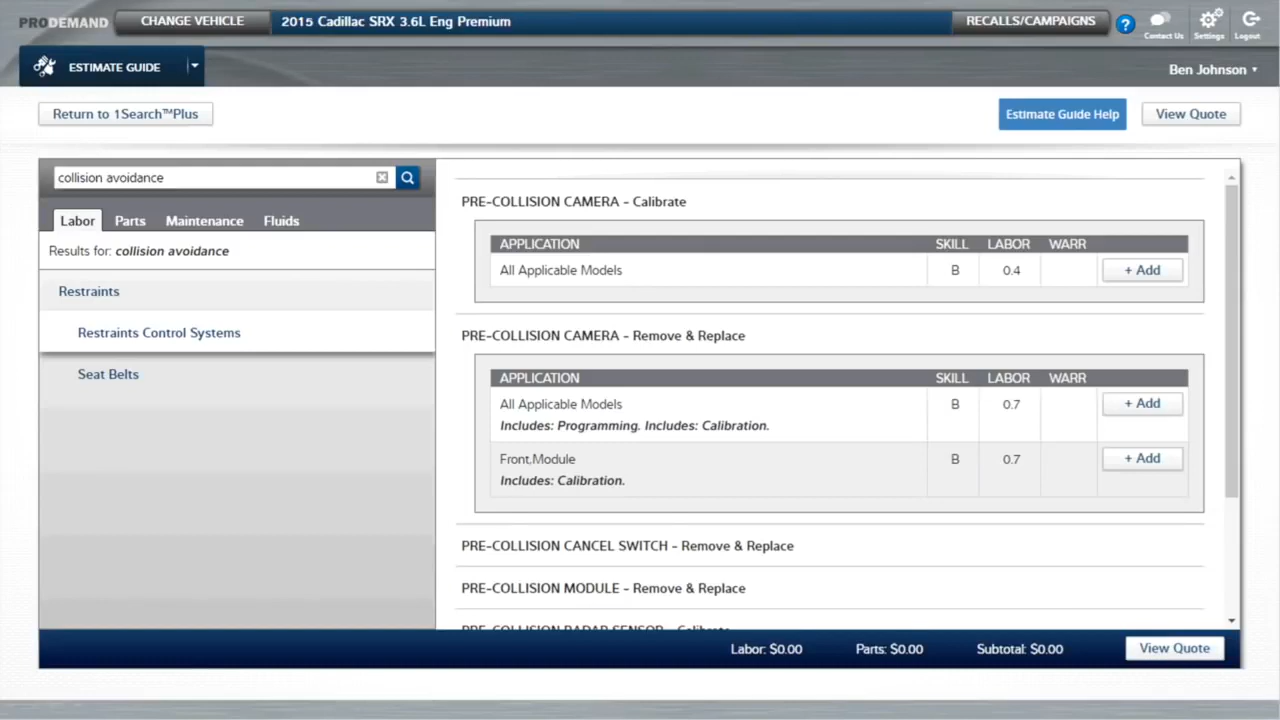 PRODEMAND CHANGE VEHICLE 2015 Cadillac SRX 3.6L Eng Premium RECALLS/CAMPAIGNS ? Contact Us Settings Logout
ESTIMATE GUIDE Ben Johnson
Return to 1Search™Plus Estimate Guide Help View Quote
collision avoidance
Labor Parts Maintenance Fluids
Results for: collision avoidance
Restraints
Restraints Control Systems
Seat Belts
PRE-COLLISION CAMERA - Calibrate
APPLICATION SKILL LABOR WARR
All Applicable Models B 0.4 + Add
PRE-COLLISION CAMERA - Remove & Replace
APPLICATION SKILL LABOR WARR
All Applicable Models B 0.7 + Add
Includes: Programming. Includes: Calibration.
Front,Module B 0.7 + Add
Includes: Calibration.
PRE-COLLISION CANCEL SWITCH - Remove & Replace
PRE-COLLISION MODULE - Remove & Replace
PRE-COLLISION RADAR SENSOR - Calibrate
Labor: $0.00 Parts: $0.00 Subtotal: $0.00 View Quote